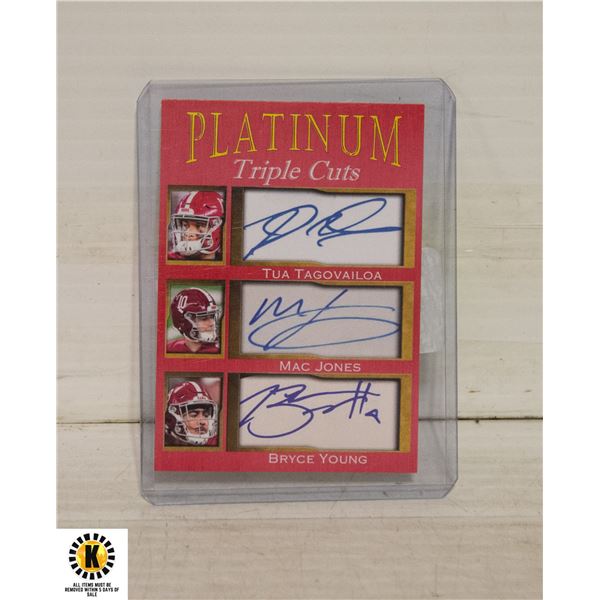 PLATINUM
Triple Cuts
TUA TAGOVAILOA
10
MAC JONES
BRYCE YOUNG
K
ALL ITEMS MUST BE
REMOVED WITHIN 5 DAYS OF
SALE